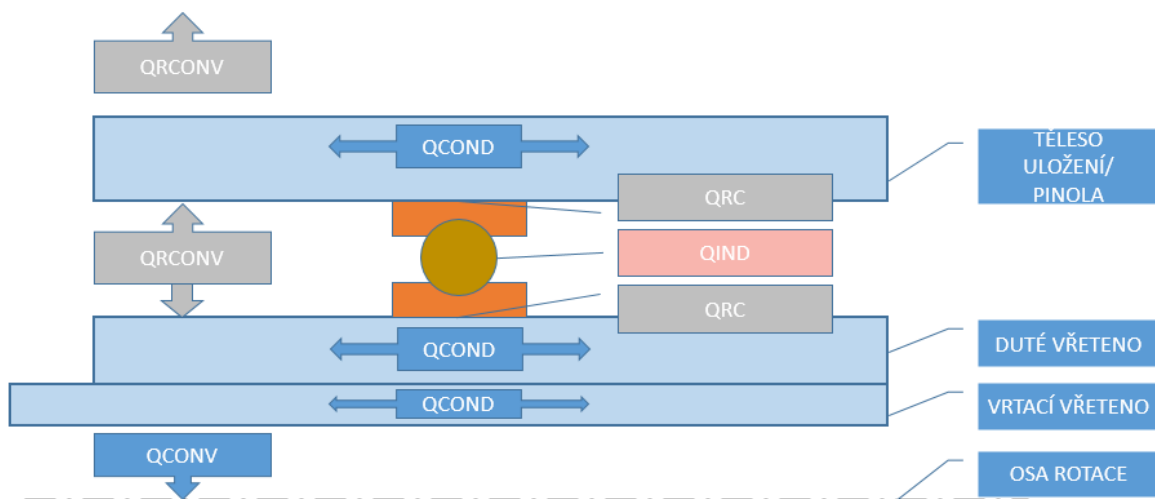 QRCONV
QCOND
TĚLESO
ULOŽENÍ/
PINOLA
QRC
QRCONV
QIND
QRC
QCOND
DUTÉ VŘETENO
QCOND
VRTACÍ VŘETENO
QCONV
OSA ROTACE